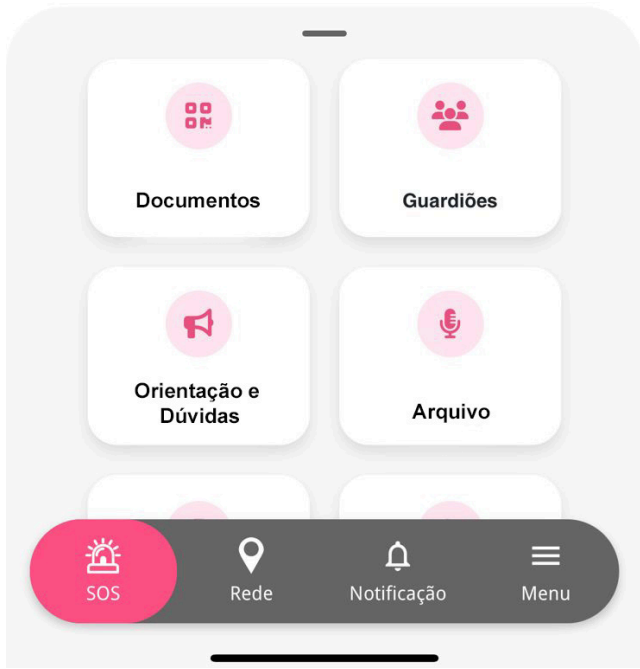 Documentos
Guardiões
Orientação e
Dúvidas
Arquivo
SOS
Rede
Notificação
Menu